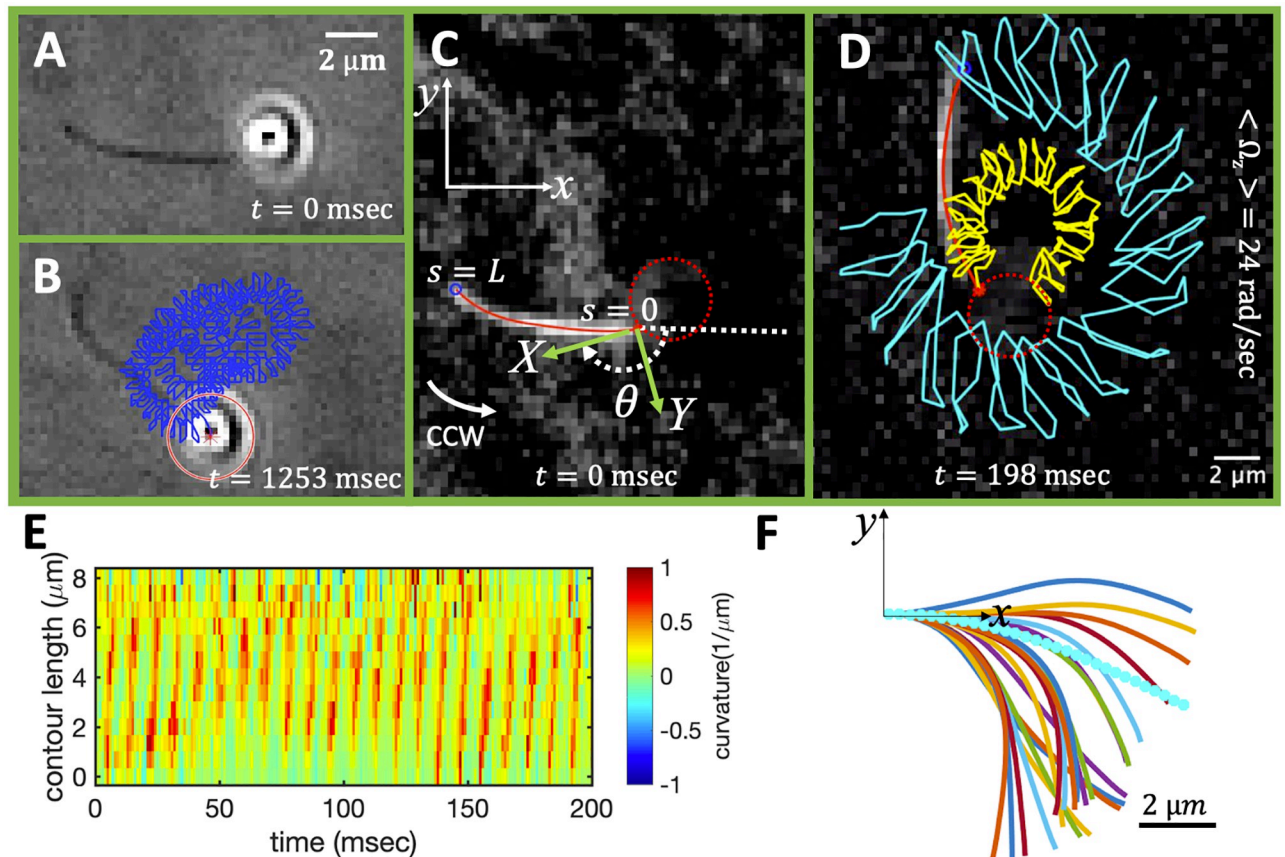 A
2 μm
t = 0 msec
B
t = 1253 msec
C
y
x
s = L
s = 0
X
θ
Y
CCW
t = 0 msec
D
< Ω_z > = 24 rad/sec
t = 198 msec
2 μm
E
contour length (μm)
8
6
4
2
0
0 50 100 150 200
time (msec)
1
0.5
0
-0.5
-1
curvature(1/μm)
F
y
x
2 μm